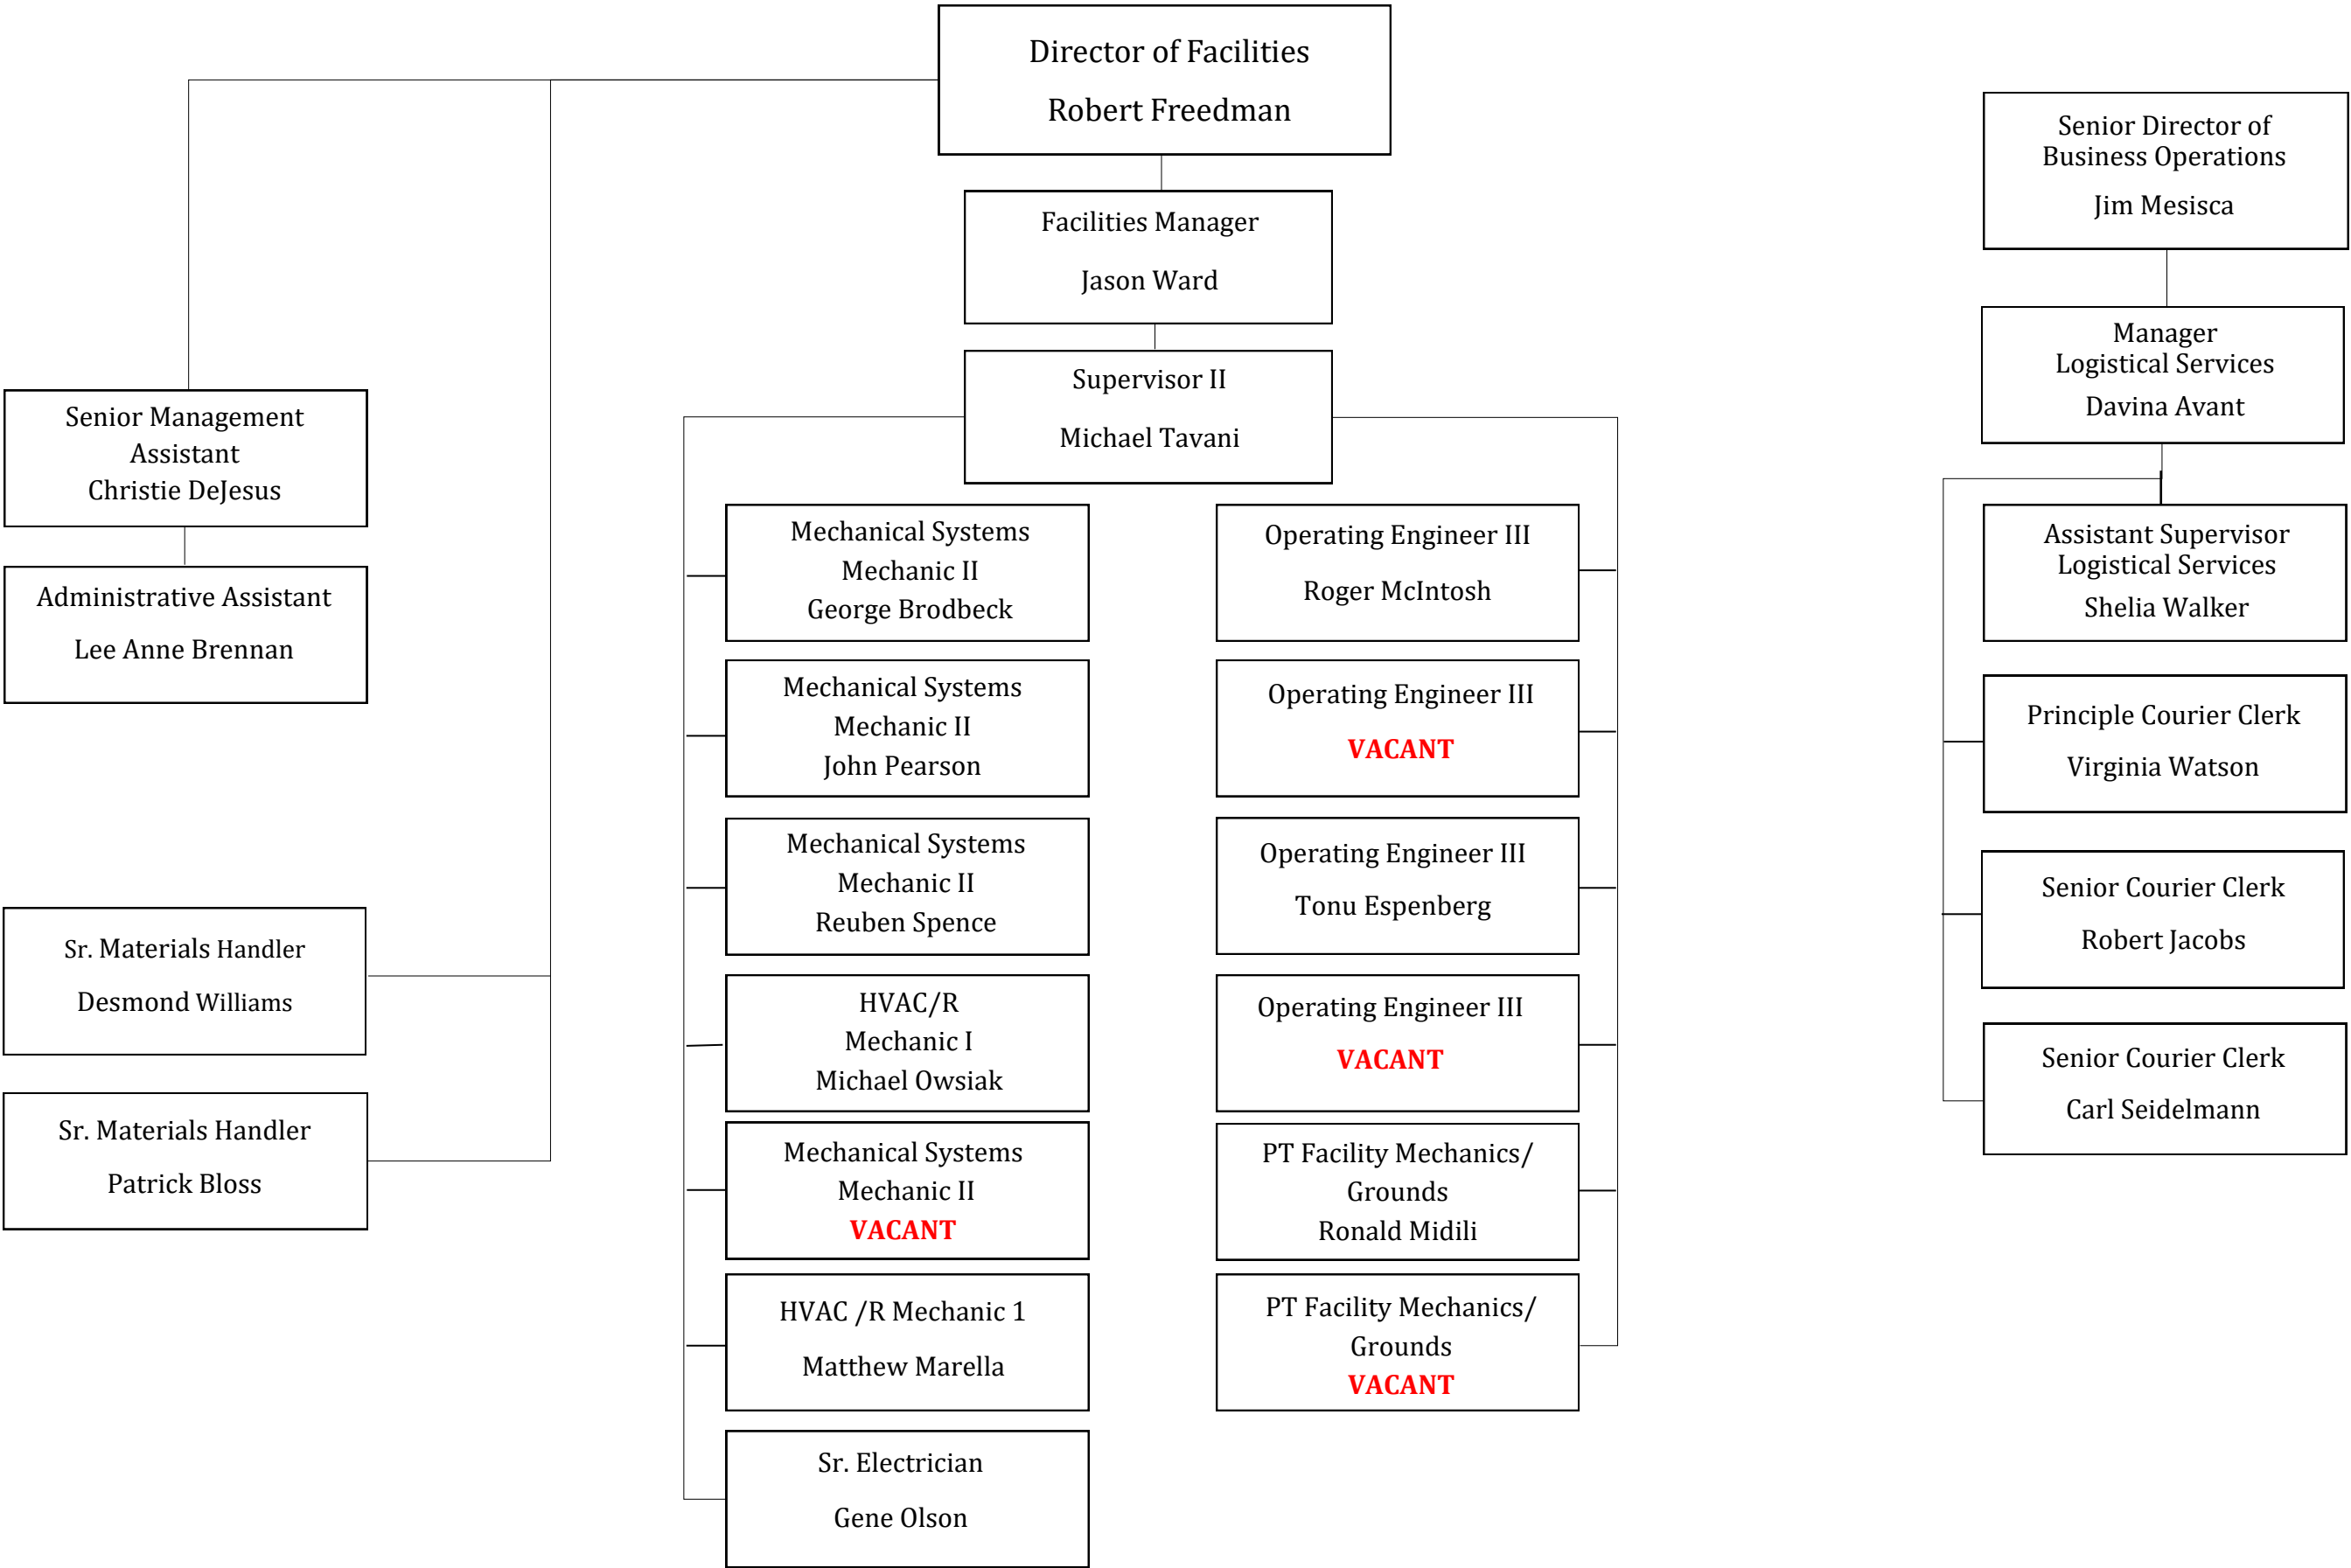 Director of Facilities
Robert Freedman
Facilities Manager
Jason Ward
Supervisor II
Michael Tavani
Senior Management
Assistant
Christie DeJesus
Administrative Assistant
Lee Anne Brennan
Sr. Materials Handler
Desmond Williams
Sr. Materials Handler
Patrick Bloss
Mechanical Systems
Mechanic II
George Brodbeck
Mechanical Systems
Mechanic II
John Pearson
Mechanical Systems
Mechanic II
Reuben Spence
HVAC/R
Mechanic I
Michael Owsiak
Mechanical Systems
Mechanic II
VACANT
HVAC /R Mechanic 1
Matthew Marella
Sr. Electrician
Gene Olson
Operating Engineer III
Roger McIntosh
Operating Engineer III
VACANT
Operating Engineer III
Tonu Espenberg
Operating Engineer III
VACANT
PT Facility Mechanics/
Grounds
Ronald Midili
PT Facility Mechanics/
Grounds
VACANT
Senior Director of
Business Operations
Jim Mesisca
Manager
Logistical Services
Davina Avant
Assistant Supervisor
Logistical Services
Shelia Walker
Principle Courier Clerk
Virginia Watson
Senior Courier Clerk
Robert Jacobs
Senior Courier Clerk
Carl Seidelmann